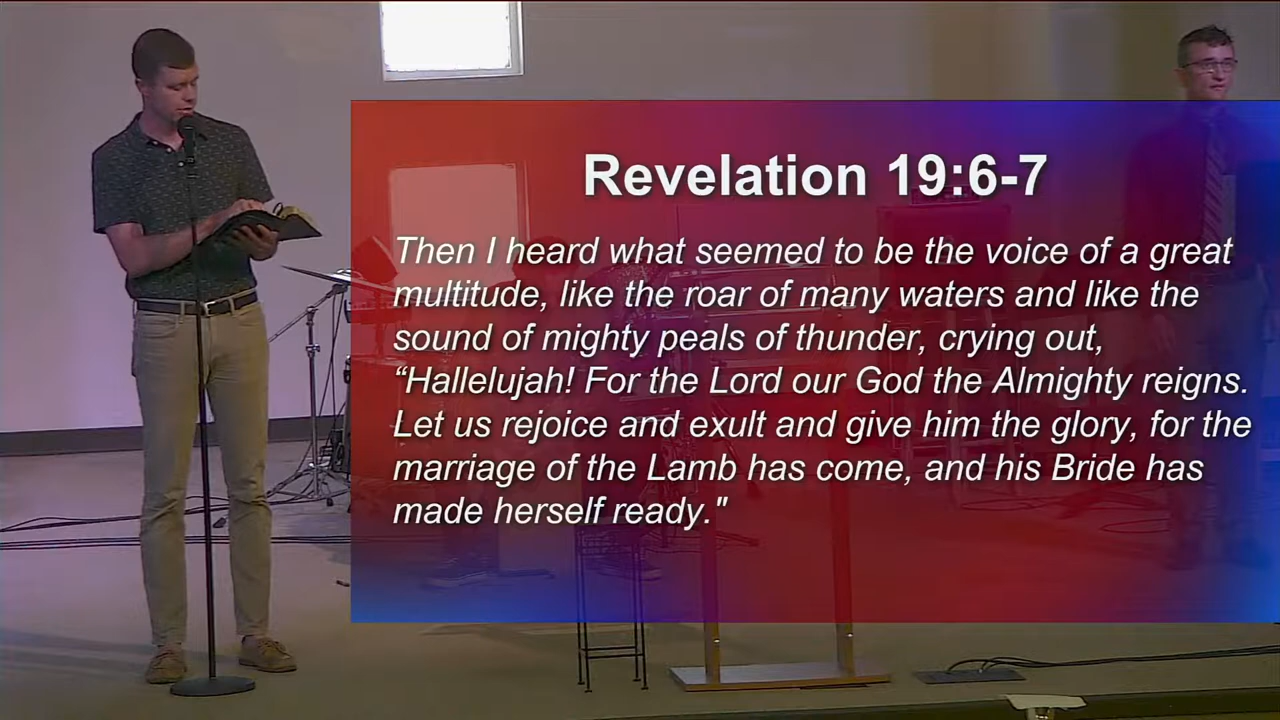 Revelation 19:6-7
Then I heard what seemed to be the voice of a great
multitude, like the roar of many waters and like the
sound of mighty peals of thunder, crying out,
“Hallelujah! For the Lord our God the Almighty reigns.
Let us rejoice and exult and give him the glory, for the
marriage of the Lamb has come, and his Bride has
made herself ready."